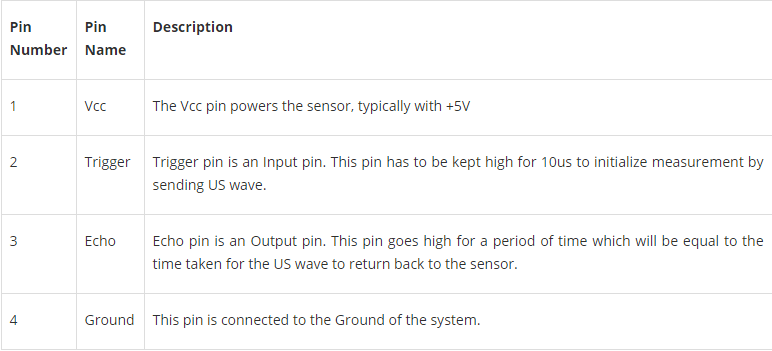 Pin Number Pin Name Description
1 Vcc The Vcc pin powers the sensor, typically with +5V
2 Trigger Trigger pin is an Input pin. This pin has to be kept high for 10us to initialize measurement by
sending US wave.
3 Echo Echo pin is an Output pin. This pin goes high for a period of time which will be equal to the
time taken for the US wave to return back to the sensor.
4 Ground This pin is connected to the Ground of the system.